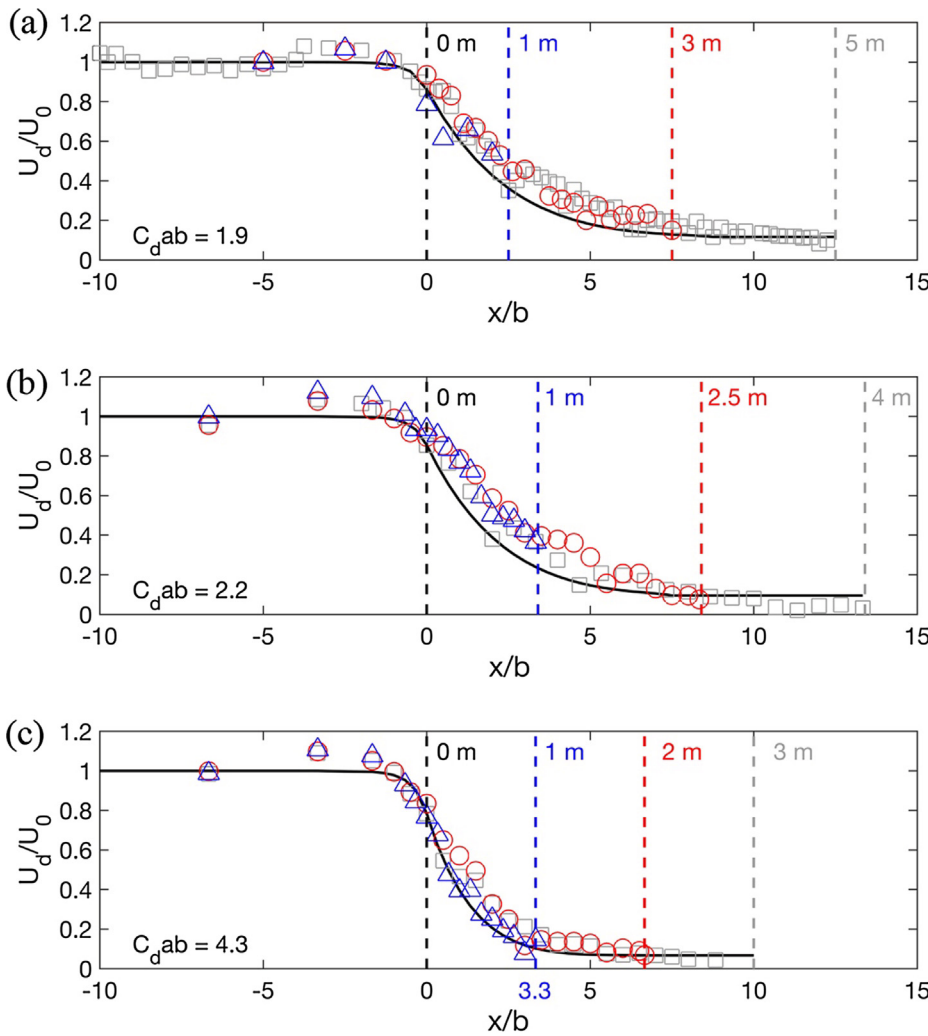 (a)
1.2
1
0.8
0.6
0.4
0.2
0
U_d/U_0
0 m 1 m 3 m 5 m
C_dab = 1.9
-10 -5 0 5 10 15
x/b
(b)
1.2
1
0.8
0.6
0.4
0.2
0
U_d/U_0
0 m 1 m 2.5 m 4 m
C_dab = 2.2
-10 -5 0 5 10 15
x/b
(c)
1.2
1
0.8
0.6
0.4
0.2
0
U_d/U_0
0 m 1 m 2 m 3 m
C_dab = 4.3
-10 -5 0 3.3 5 10 15
x/b